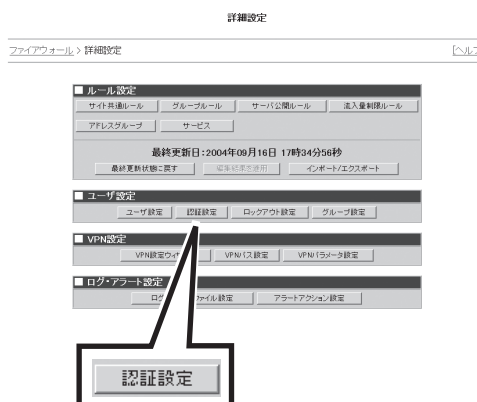 詳細設定
ファイアウォール > 詳細設定
[ヘルプ
■ ルール設定
サイト共通ルール グループルール サーバ公開ルール 流入量制限ルール
アドレスグループ サービス
最終更新日:2004年09月16日 17時34分56秒
最終更新状態に戻す 編集結果を適用 インポート/エクスポート
■ ユーザ設定
ユーザ設定 認証設定 ロックアウト設定 グループ設定
■ VPN設定
VPN設定ウィ VPNパス設定 VPNパラメータ設定
■ ログ・アラート設定
ログ ファイル設定 アラートアクション設定
認証設定